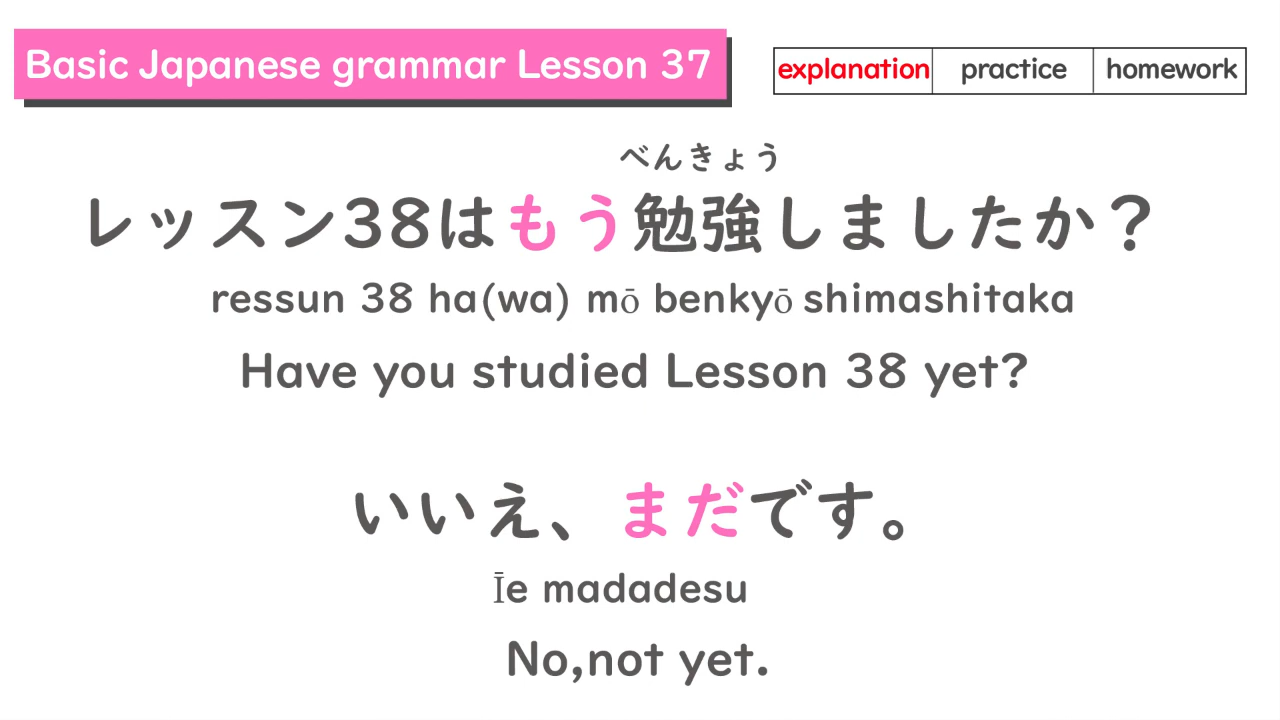 Basic Japanese grammar Lesson 37
explanation practice homework
べんきょう
レッスン38はもう勉強しましたか？
ressun 38 ha(wa) mō benkyō shimashitaka
Have you studied Lesson 38 yet?
いいえ、まだです。
Īe madadesu
No,not yet.